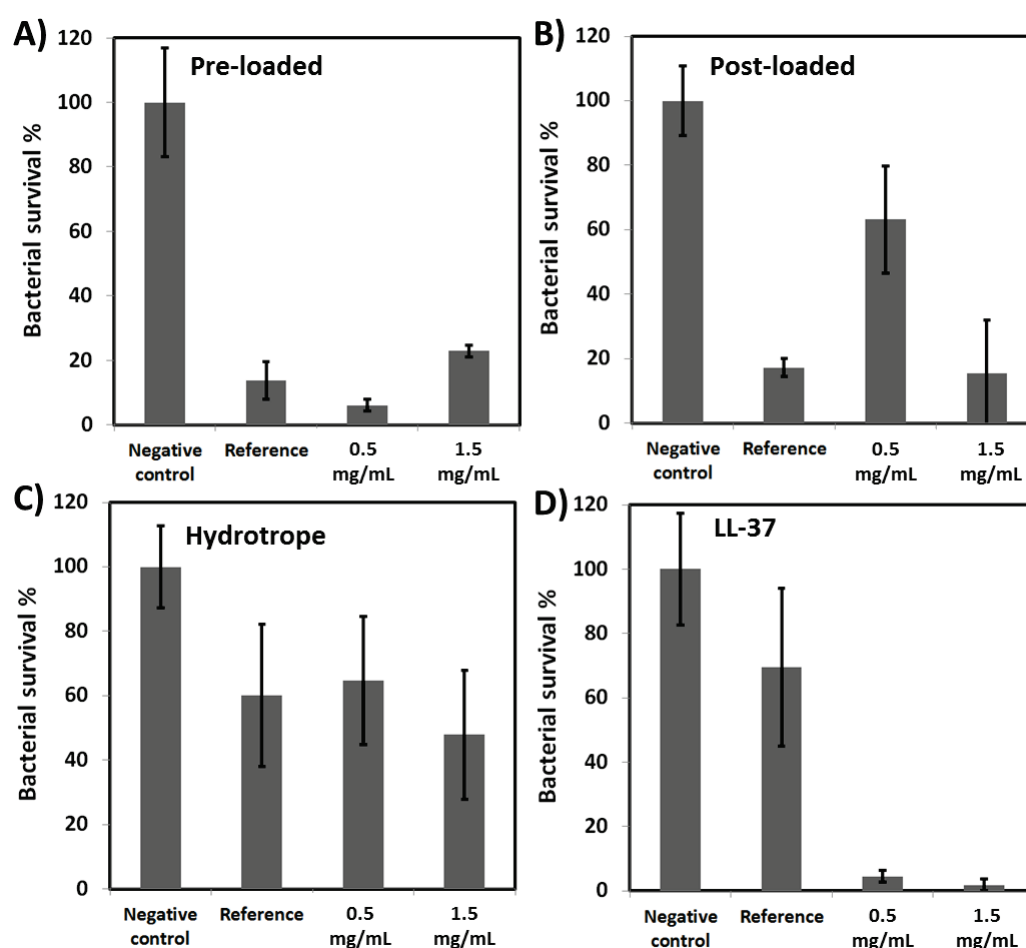 A)
Pre-loaded
Bacterial survival %
120
100
80
60
40
20
0
Negative control
Reference
0.5 mg/mL
1.5 mg/mL
B)
Post-loaded
Bacterial survival %
120
100
80
60
40
20
0
Negative control
Reference
0.5 mg/mL
1.5 mg/mL
C)
Hydrotrope
Bacterial survival %
120
100
80
60
40
20
0
Negative control
Reference
0.5 mg/mL
1.5 mg/mL
D)
LL-37
Bacterial survival %
120
100
80
60
40
20
0
Negative control
Reference
0.5 mg/mL
1.5 mg/mL